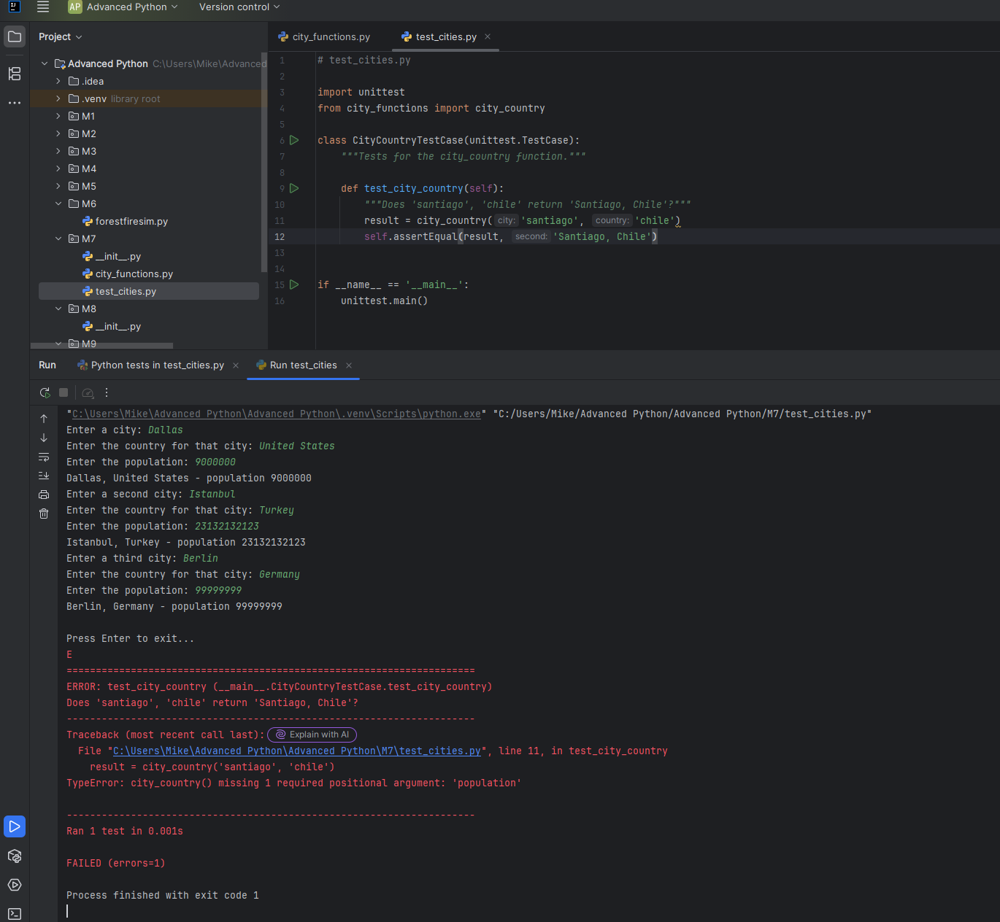 IJ
AP Advanced Python Version control
Project
city_functions.py
test_cities.py
Advanced Python C:\Users\Mike\Advanced
.idea
.venv library root
M1
M2
M3
M4
M5
M6
forestfiresim.py
M7
__init__.py
city_functions.py
test_cities.py
M8
__init__.py
M9
1 # test_cities.py
2
3 import unittest
4 from city_functions import city_country
5
6 class CityCountryTestCase(unittest.TestCase):
7 """Tests for the city_country function."""
8
9 def test_city_country(self):
10 """Does 'santiago', 'chile' return 'Santiago, Chile'?"""
11 result = city_country( city: 'santiago', country: 'chile')
12 self.assertEqual(result, second: 'Santiago, Chile')
13
14
15 if __name__ == '__main__':
16 unittest.main()
Run Python tests in test_cities.py Run test_cities
"C:\Users\Mike\Advanced Python\Advanced Python\.venv\Scripts\python.exe" "C:/Users/Mike/Advanced Python/Advanced Python/M7/test_cities.py"
Enter a city: Dallas
Enter the country for that city: United States
Enter the population: 9000000
Dallas, United States - population 9000000
Enter a second city: Istanbul
Enter the country for that city: Turkey
Enter the population: 23132132123
Istanbul, Turkey - population 23132132123
Enter a third city: Berlin
Enter the country for that city: Germany
Enter the population: 99999999
Berlin, Germany - population 99999999
Press Enter to exit...
E
======================================================================
ERROR: test_city_country (__main__.CityCountryTestCase.test_city_country)
Does 'santiago', 'chile' return 'Santiago, Chile'?
----------------------------------------------------------------------
Traceback (most recent call last): Explain with AI
File "C:\Users\Mike\Advanced Python\Advanced Python\M7\test_cities.py", line 11, in test_city_country
result = city_country('santiago', 'chile')
TypeError: city_country() missing 1 required positional argument: 'population'
----------------------------------------------------------------------
Ran 1 test in 0.001s
FAILED (errors=1)
Process finished with exit code 1